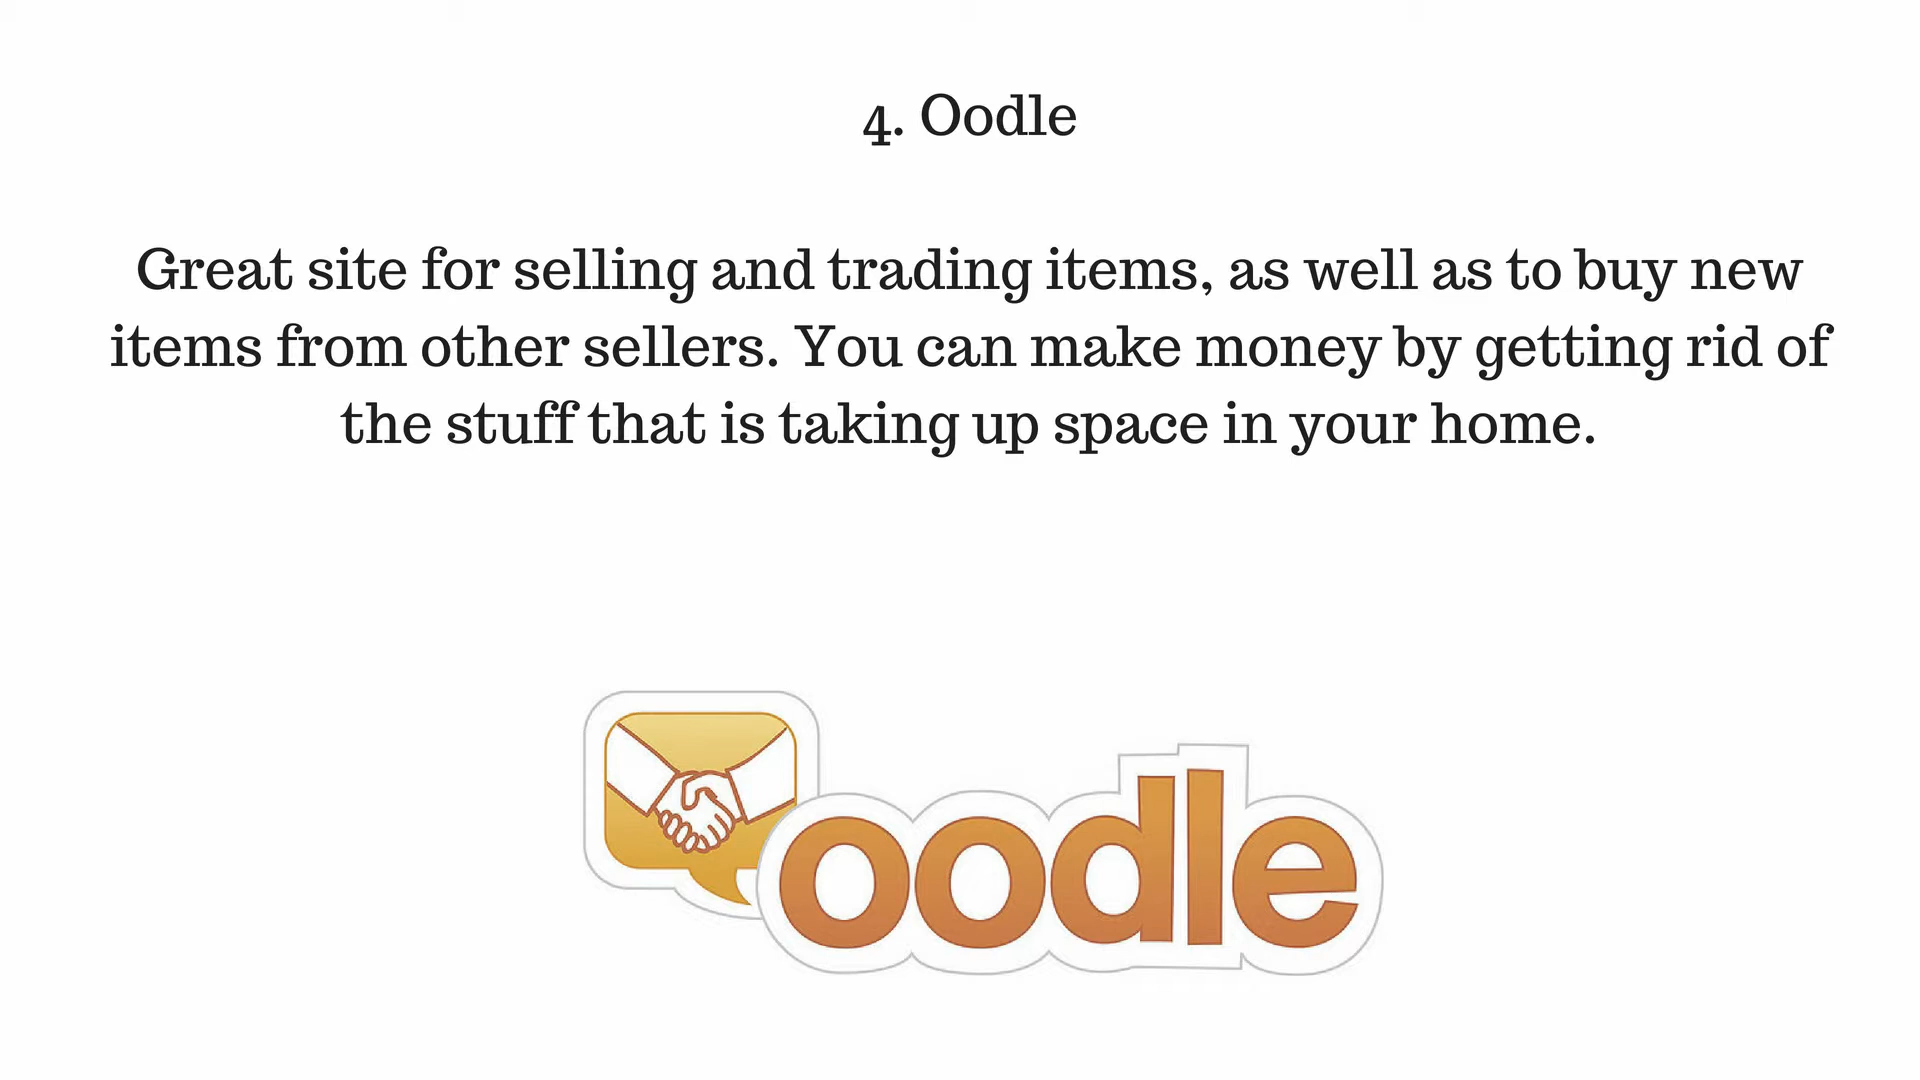 4. Oodle
Great site for selling and trading items, as well as to buy new
items from other sellers. You can make money by getting rid of
the stuff that is taking up space in your home.
oodle